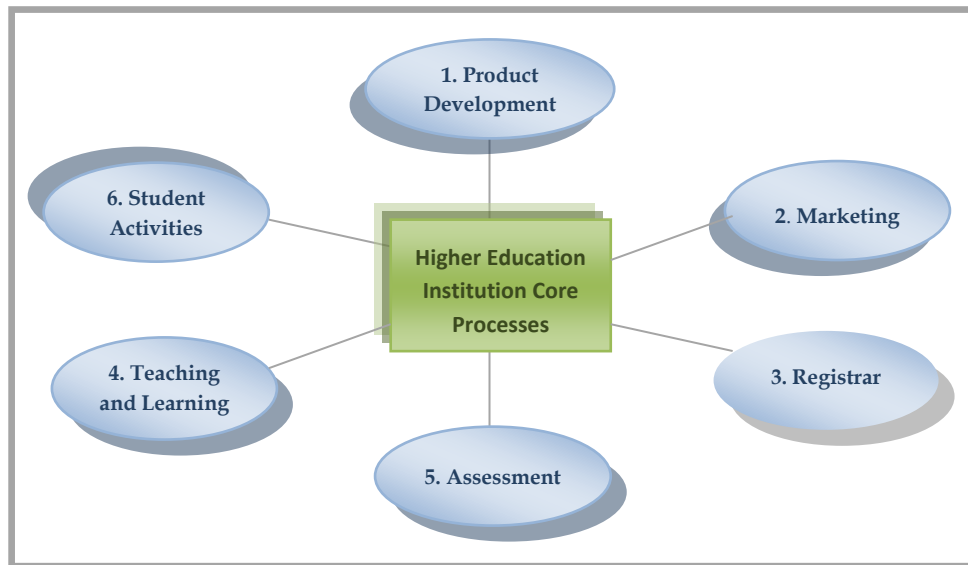 1. Product
Development
2. Marketing
3. Registrar
5. Assessment
4. Teaching
and Learning
6. Student
Activities
Higher Education
Institution Core
Processes